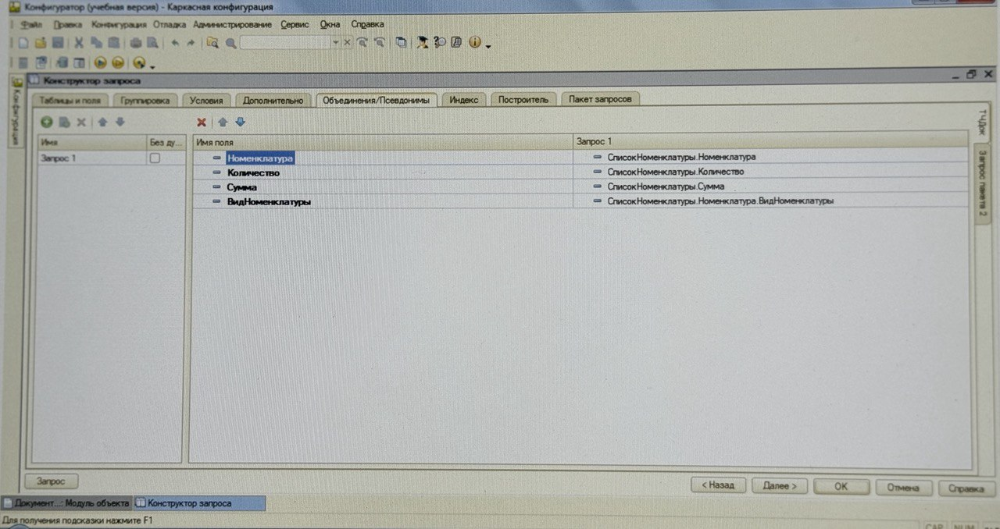 Конфигуратор (учебная версия) - Каркасная конфигурация
Файл Правка Конфигурация Отладка Администрирование Сервис Окна Справка
Конструктор запроса
Таблицы и поля Группировка Условия Дополнительно Объединения/Псевдонимы Индекс Построитель Пакет запросов
Имя Без ду... Имя поля Запрос 1
Запрос 1 Номенклатура СписокНоменклатуры.Номенклатура
Количество СписокНоменклатуры.Количество
Сумма СписокНоменклатуры.Сумма
ВидНоменклатуры СписокНоменклатуры.Номенклатура.ВидНоменклатуры
Конфигурация
ТЧДок
Запрос пакета 2
Запрос < Назад Далее > OK Отмена Справка
Документ...: Модуль объекта Конструктор запроса
Для получения подсказки нажмите F1
CAP NUM